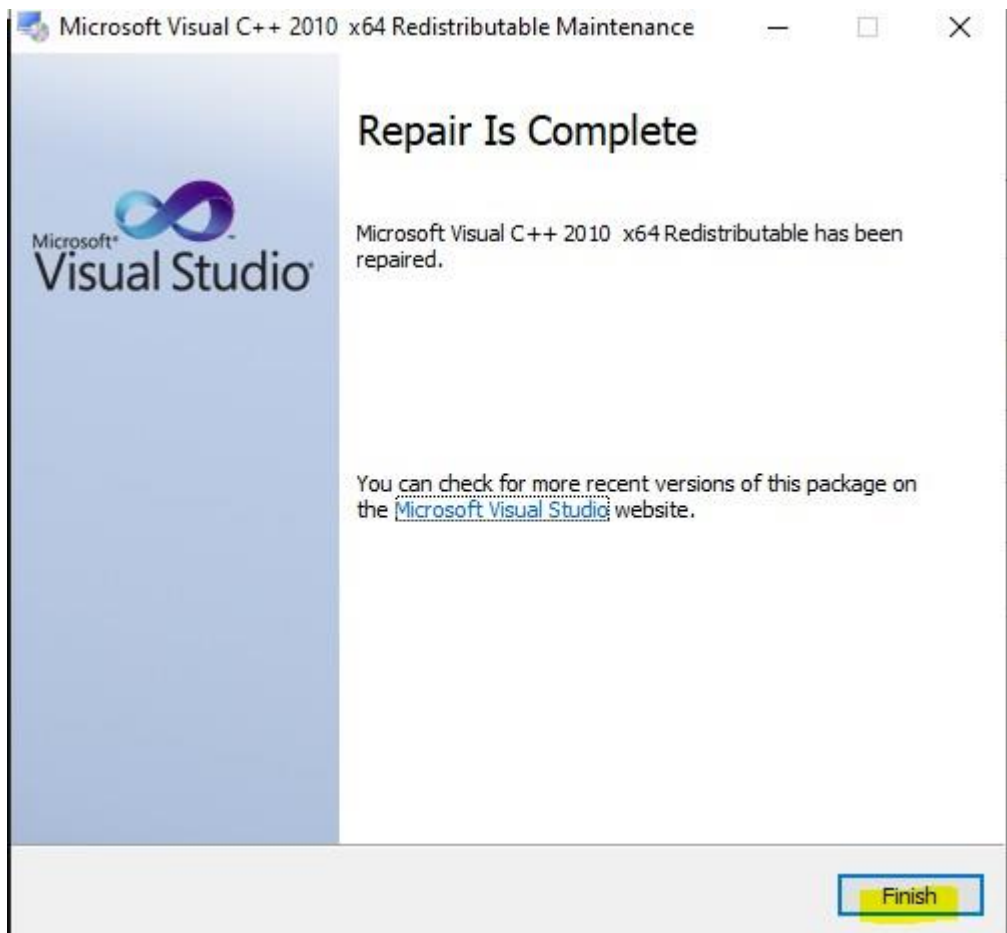 Microsoft Visual C++ 2010 x64 Redistributable Maintenance
Repair Is Complete
Microsoft Visual C++ 2010 x64 Redistributable has been
repaired.
Microsoft®
Visual Studio®
You can check for more recent versions of this package on
the Microsoft Visual Studio website.
Finish